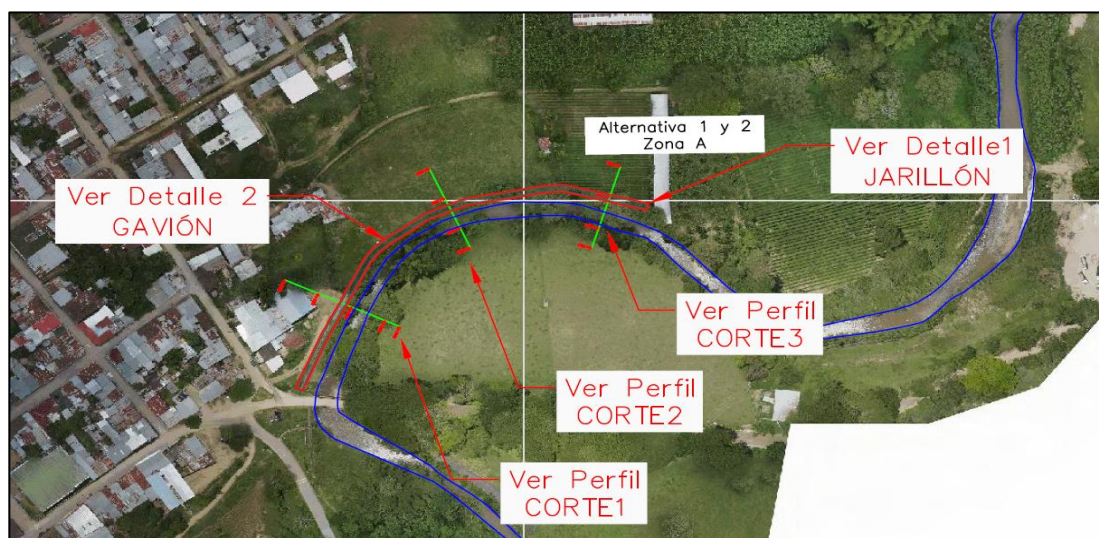 Alternativa 1 y 2
Zona A
Ver Detalle1
JARILLÓN
Ver Detalle 2
GAVIÓN
Ver Perfil
CORTE3
Ver Perfil
CORTE2
Ver Perfil
CORTE1